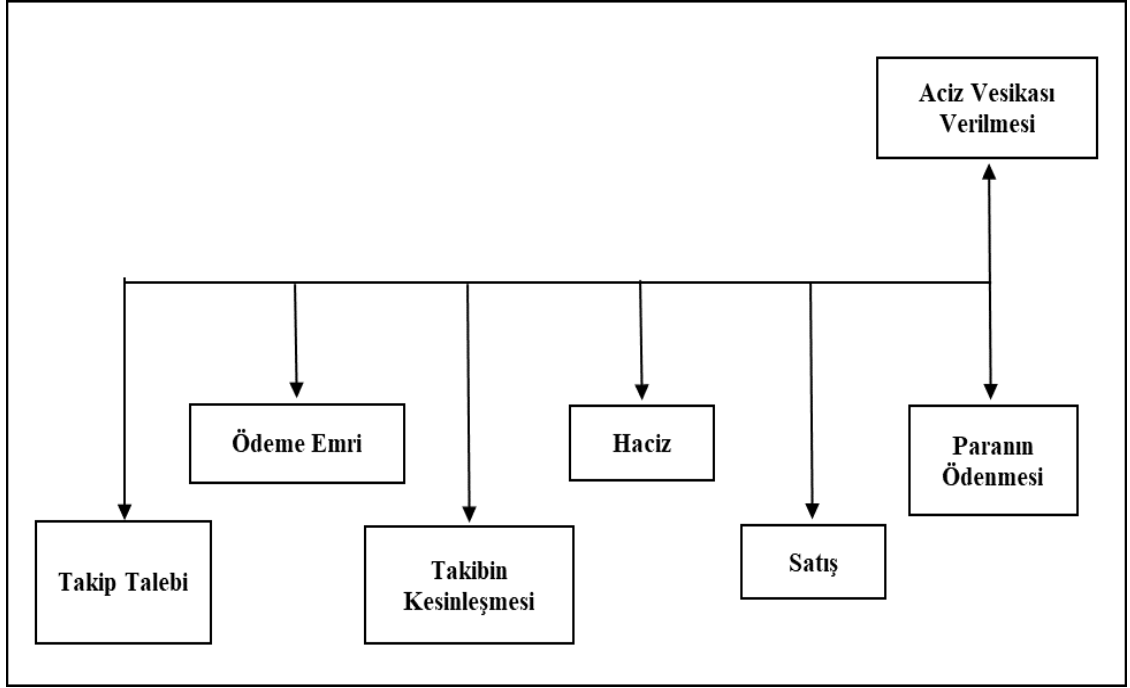 Aciz Vesikası
Verilmesi
Ödeme Emri
Haciz
Paranın
Ödenmesi
Takip Talebi
Takibin
Kesinleşmesi
Satış